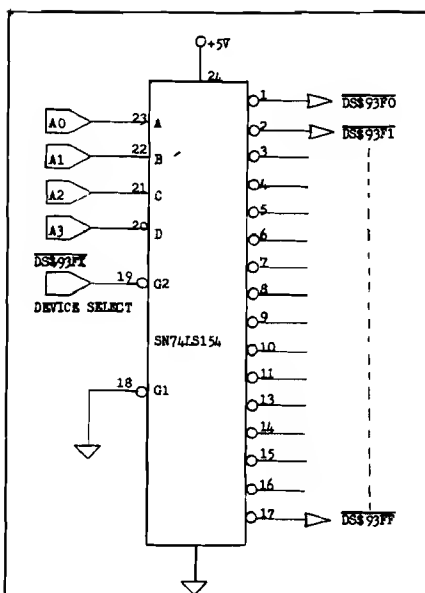 +5V
24
1 DS$93F0
A0 23 A
2 DS$93F1
A1 22 B
3
A2 21 C
4
5
A3 20 D
6
DS$93FX
7
19 G2
8
DEVICE SELECT
9
SN74LS154
10
11
18 G1
13
14
15
16
17 DS$93FF